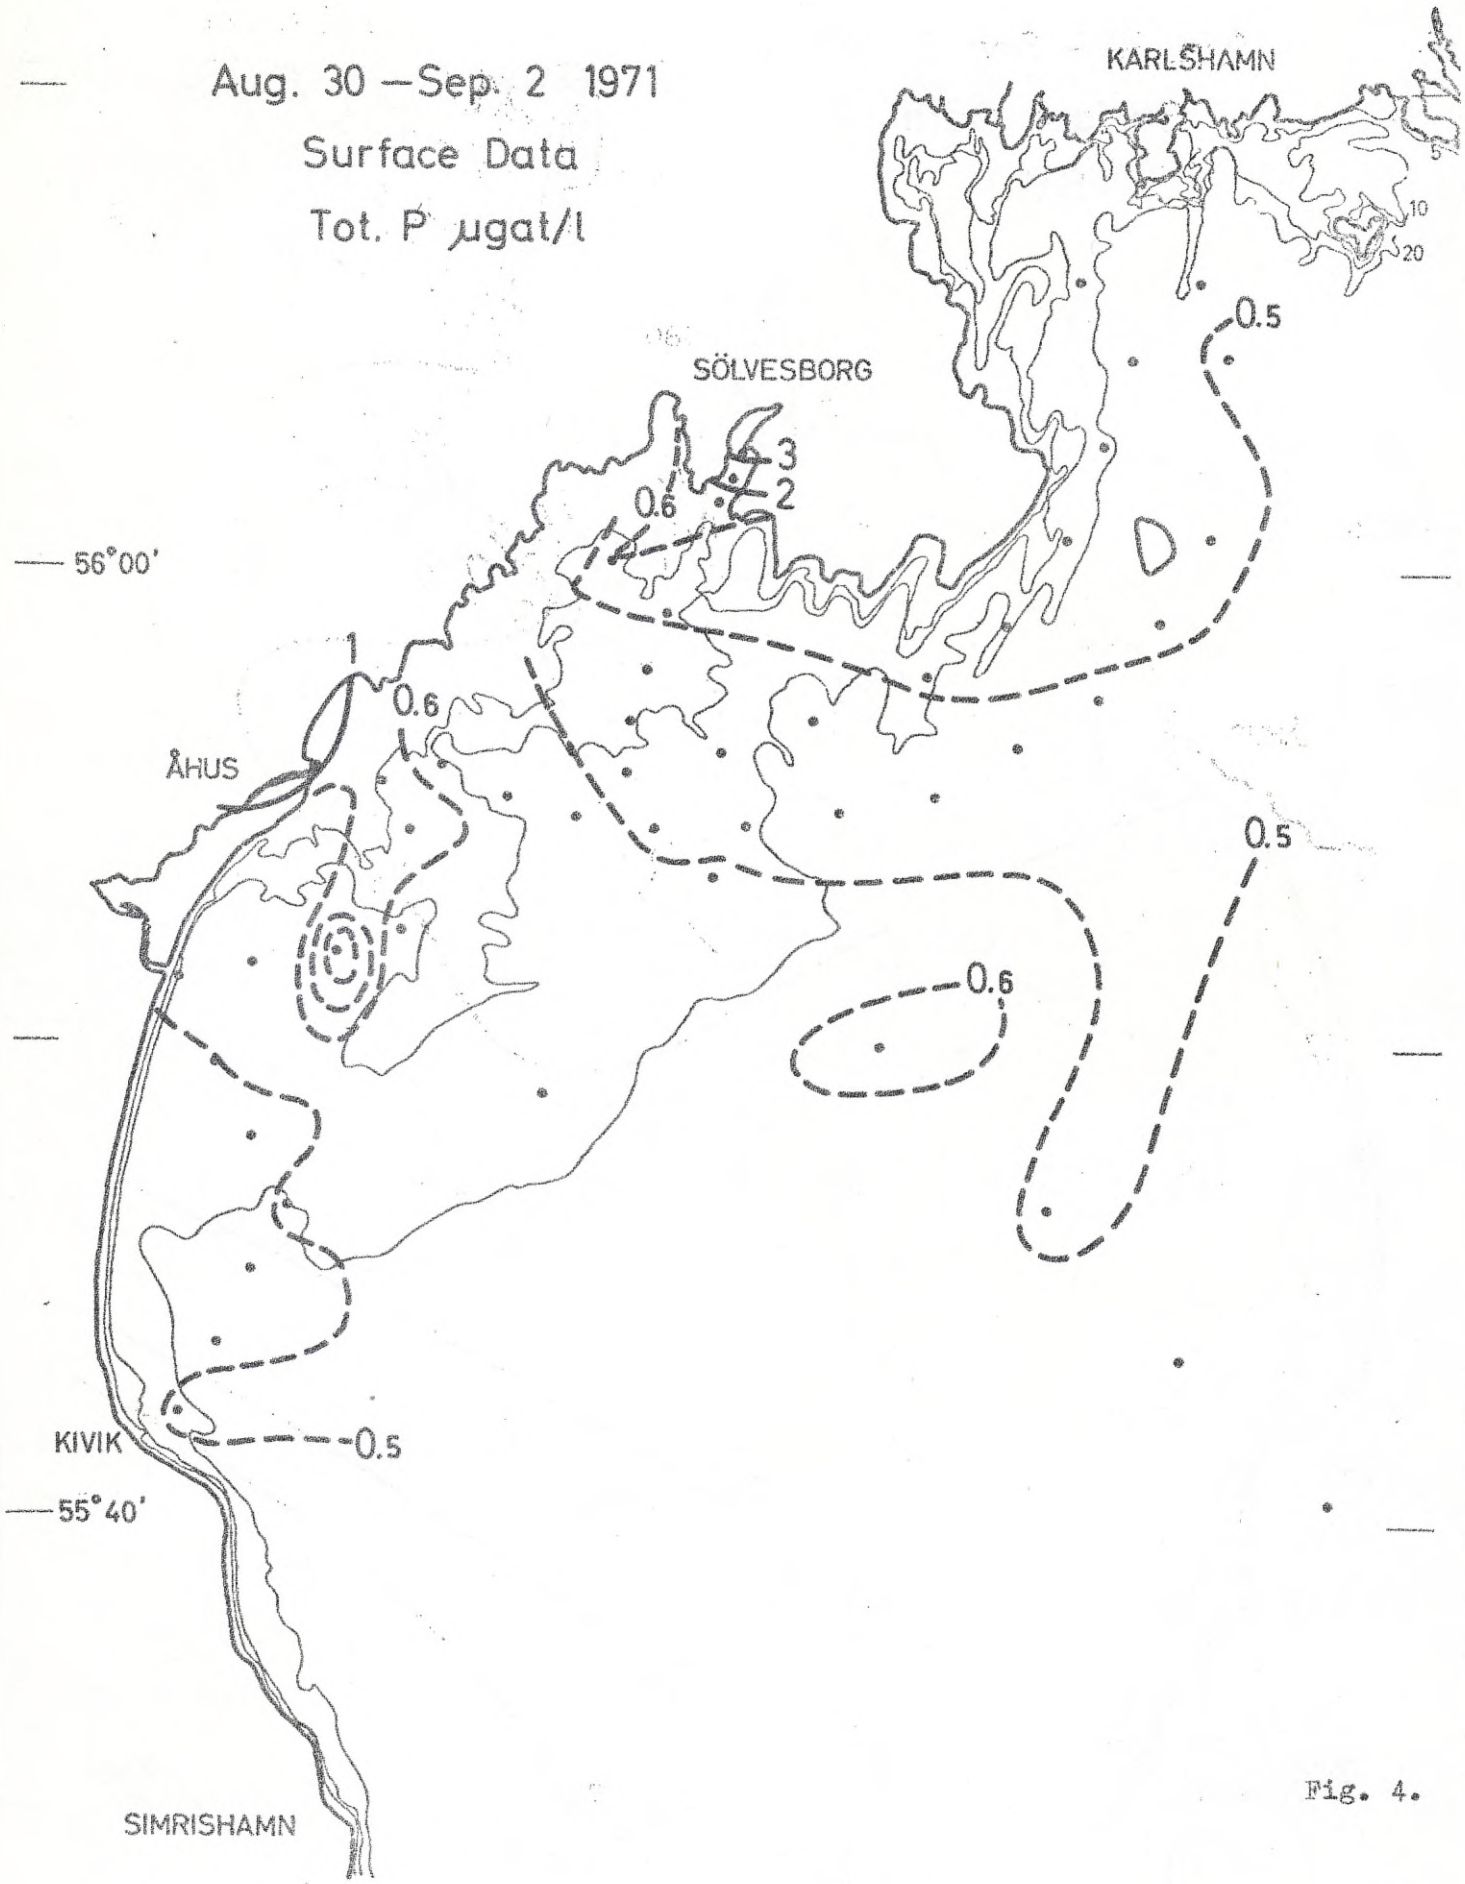 Aug. 30 – Sep. 2 1971
Surface Data
Tot. P µgat/l
KARLSHAMN
5
10
20
0.5
SÖLVESBORG
3
2
0.6
56°00'
1
0.6
ÅHUS
0.5
0.6
KIVIK
0.5
55°40'
SIMRISHAMN
Fig. 4.